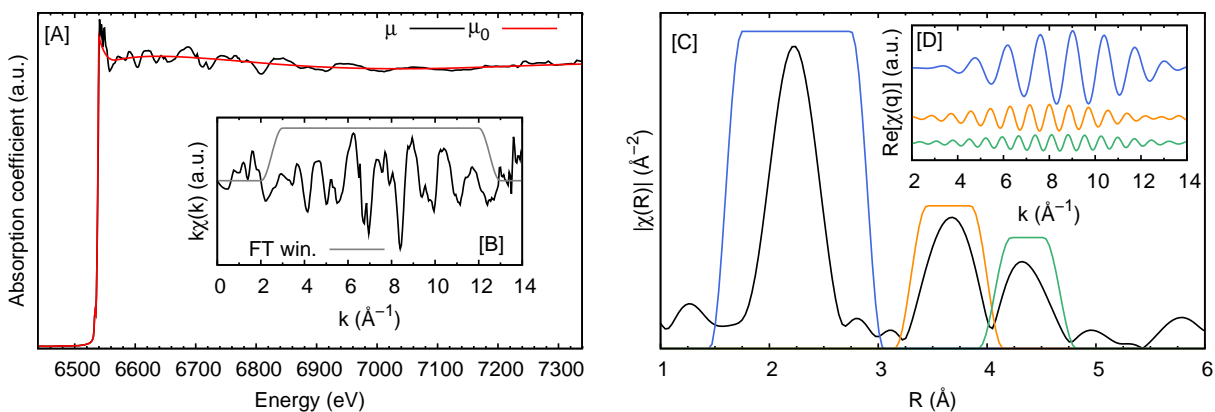 [A]
μ
μ0
Absorption coefficient (a.u.)
kχ(k) (a.u.)
FT win.
[B]
0 2 4 6 8 10 12 14
k (Å−1)
6500 6600 6700 6800 6900 7000 7100 7200 7300
Energy (eV)
[C]
[D]
|χ(R)| (Å−2)
Re[χ(q)] (a.u.)
2 4 6 8 10 12 14
k (Å−1)
1 2 3 4 5 6
R (Å)